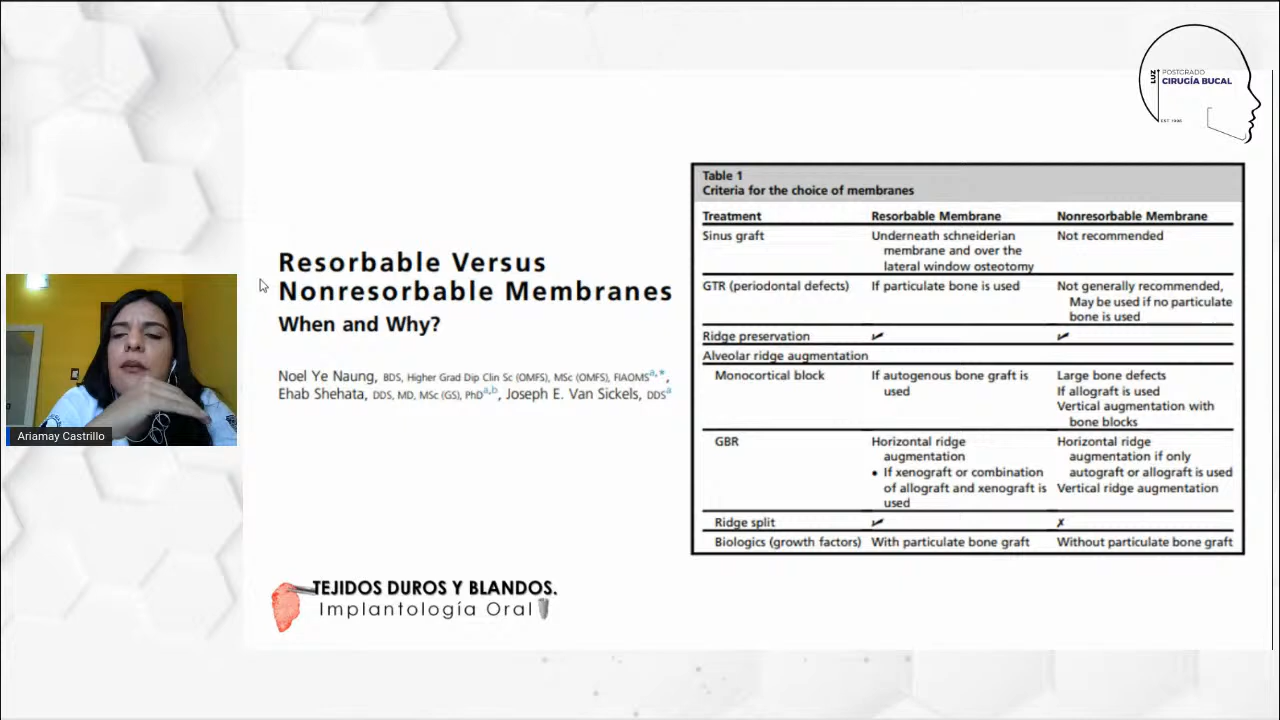 LUZ
POSTGRADO
CIRUGÍA BUCAL
EST 1996
Resorbable Versus
Nonresorbable Membranes
When and Why?
Noel Ye Naung, BDS, Higher Grad Dip Clin Sc (OMFS), MSc (OMFS), FIAOMS a,*,
Ehab Shehata, DDS, MD, MSc (GS), PhD a,b, Joseph E. Van Sickels, DDS a
Ariamay Castrillo
TEJIDOS DUROS Y BLANDOS.
Implantología Oral
Table 1
Criteria for the choice of membranes
Treatment Resorbable Membrane Nonresorbable Membrane
Sinus graft Underneath schneiderian Not recommended
membrane and over the
lateral window osteotomy
GTR (periodontal defects) If particulate bone is used Not generally recommended,
May be used if no particulate
bone is used
Ridge preservation ✓ ✓
Alveolar ridge augmentation
Monocortical block If autogenous bone graft is Large bone defects
used If allograft is used
Vertical augmentation with
bone blocks
GBR Horizontal ridge Horizontal ridge
augmentation augmentation if only
• If xenograft or combination autograft or allograft is used
of allograft and xenograft is Vertical ridge augmentation
used
Ridge split ✓ ✗
Biologics (growth factors) With particulate bone graft Without particulate bone graft